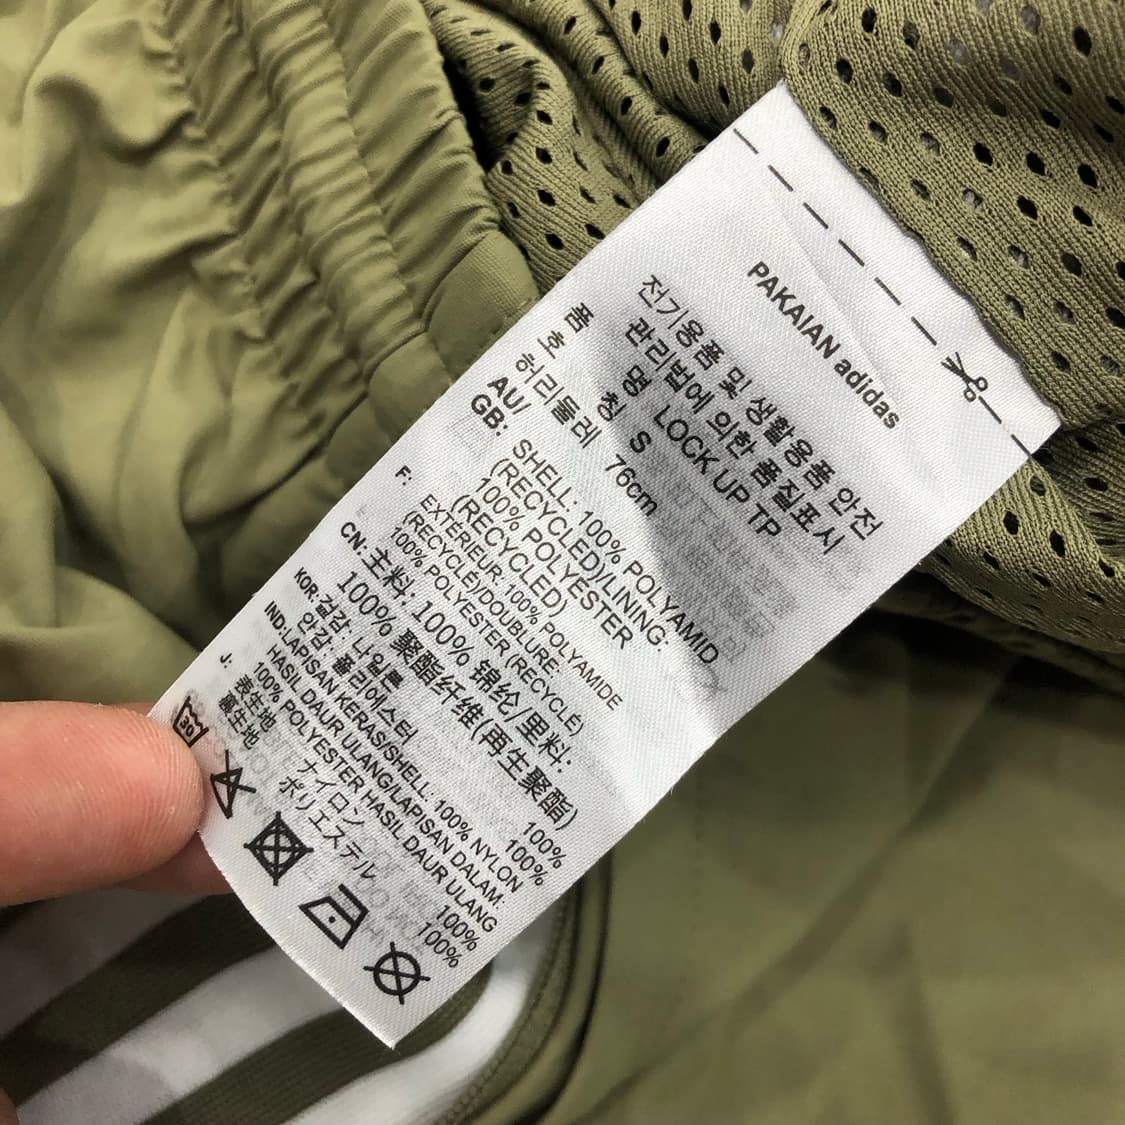 PAKAIAN adidas
전기용품 및 생활용품 안전
관리법에 의한 품질표시
명 칭 LOCK UP TP
품 호 S
허리둘레 76cm
AU/
GB: SHELL: 100% POLYAMID
(RECYCLED)/LINING:
100% POLYESTER
(RECYCLED)
F: EXTÉRIEUR: 100% POLYAMIDE
(RECYCLÉ)/DOUBLURE:
100% POLYESTER (RECYCLÉ)
CN: 主料: 100% 锦纶/里料:
100% 聚酯纤维(再生聚酯)
KOR: 겉감: 나일론 100%
안감: 폴리에스터 100%
IND: LAPISAN KERAS/SHELL: 100% NYLON
HASIL DAUR ULANG/LAPISAN DALAM:
100% POLYESTER HASIL DAUR ULANG
J: 表生地 ナイロン 100%
裏生地 ポリエステル 100%
30